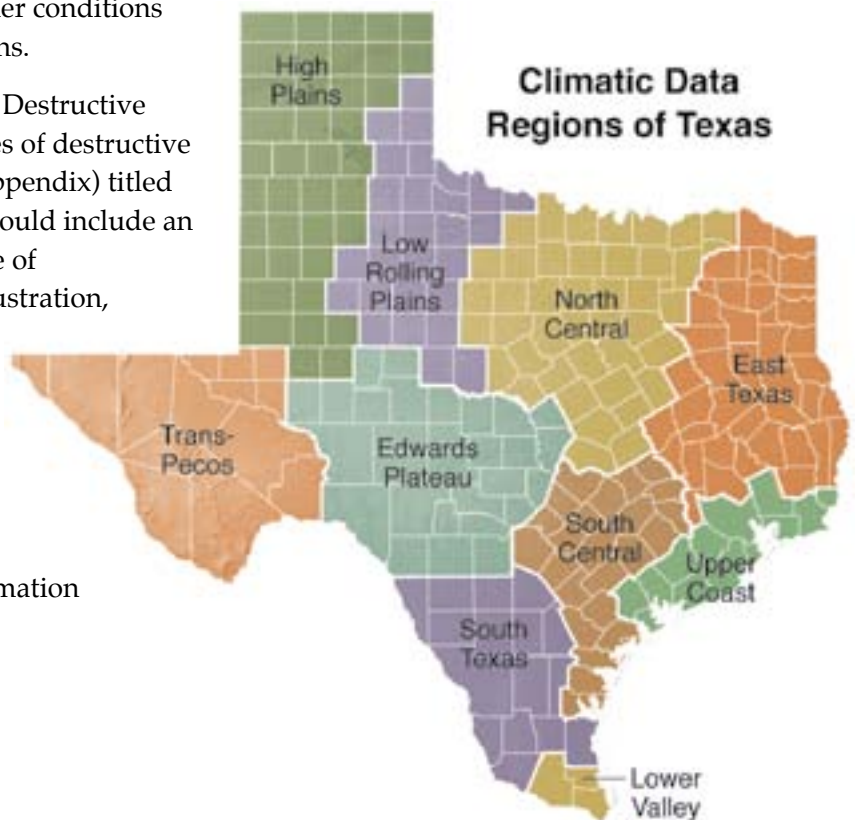 er conditions
ns.
Destructive
es of destructive
ppendix) titled
ould include an
e of
ustration,
mation
Climatic Data
Regions of Texas
High
Plains
Low
Rolling
Plains
North
Central
East
Texas
Trans-
Pecos
Edwards
Plateau
South
Central
Upper
Coast
South
Texas
Lower
Valley